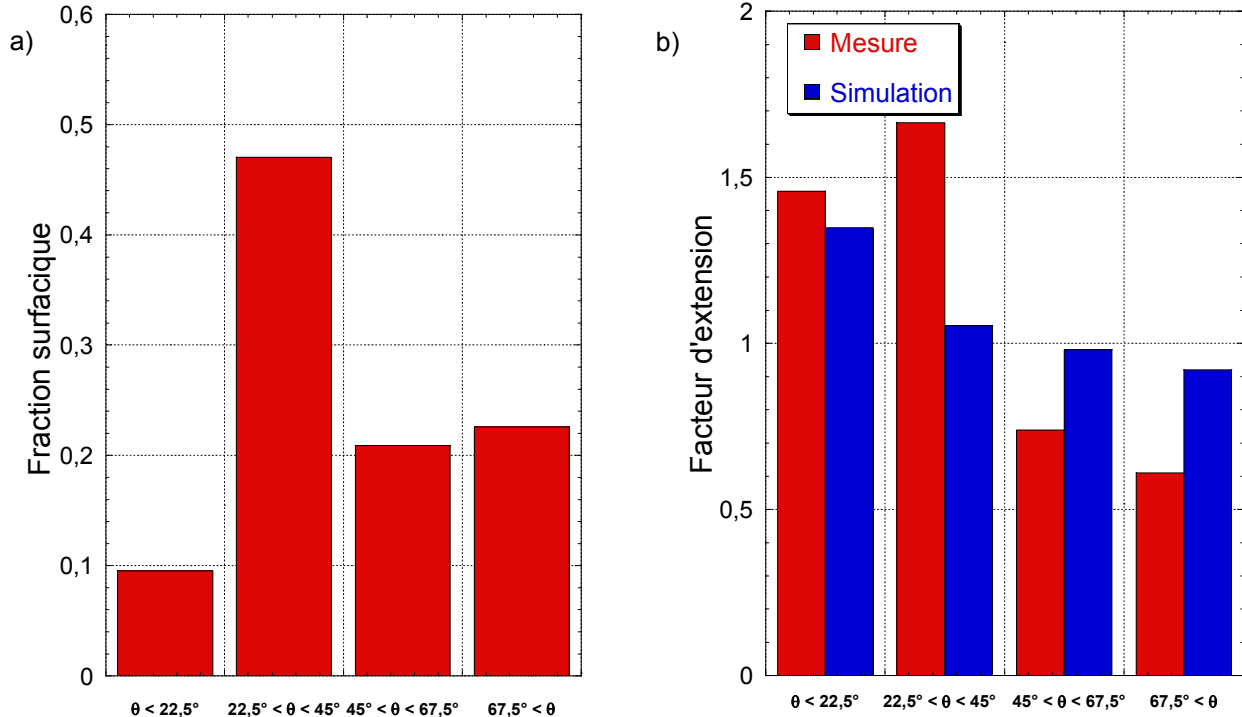 a)
Fraction surfacique
0,6
0,5
0,4
0,3
0,2
0,1
0
θ < 22,5°
22,5° < θ < 45°
45° < θ < 67,5°
67,5° < θ
b)
Facteur d'extension
2
1,5
1
0,5
0
Mesure
Simulation
θ < 22,5°
22,5° < θ < 45°
45° < θ < 67,5°
67,5° < θ